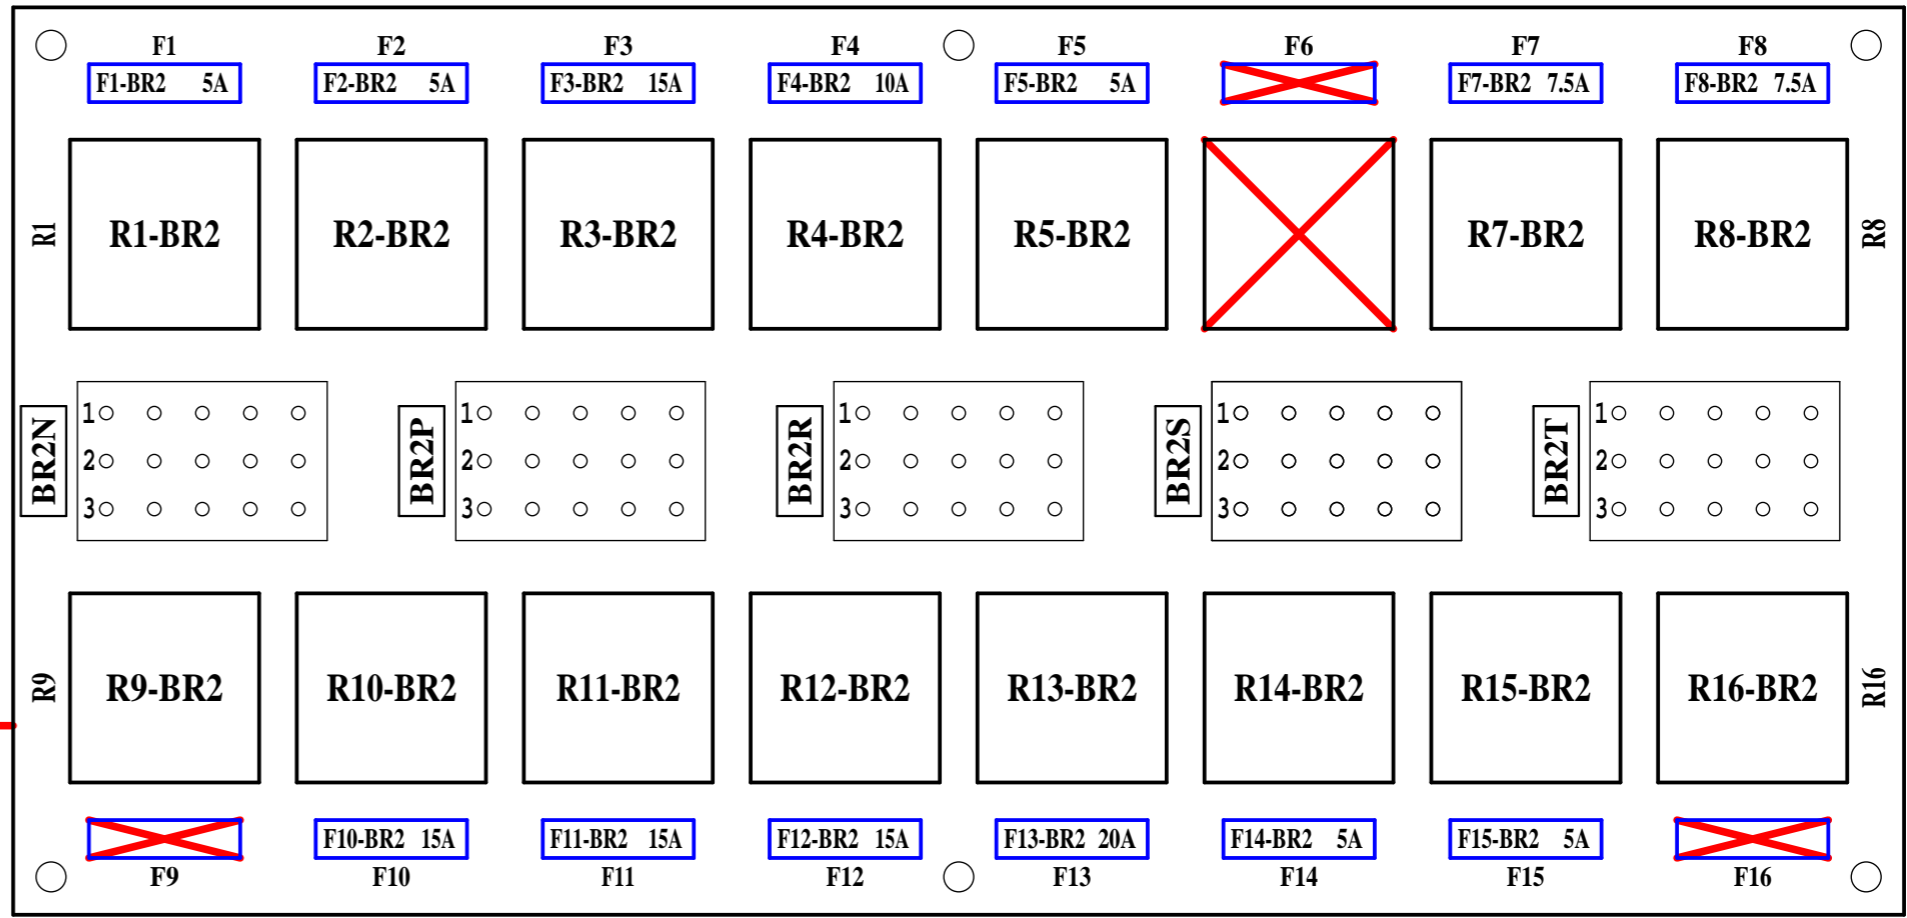 F1 F2 F3 F4 F5 F6 F7 F8
F1-BR2 5A F2-BR2 5A F3-BR2 15A F4-BR2 10A F5-BR2 5A F7-BR2 7.5A F8-BR2 7.5A
R1 R1-BR2 R2-BR2 R3-BR2 R4-BR2 R5-BR2 R7-BR2 R8-BR2 R8
BR2N
1
2
3
BR2P
1
2
3
BR2R
1
2
3
BR2S
1
2
3
BR2T
1
2
3
R9 R9-BR2 R10-BR2 R11-BR2 R12-BR2 R13-BR2 R14-BR2 R15-BR2 R16-BR2 R16
F10-BR2 15A F11-BR2 15A F12-BR2 15A F13-BR2 20A F14-BR2 5A F15-BR2 5A
F9 F10 F11 F12 F13 F14 F15 F16